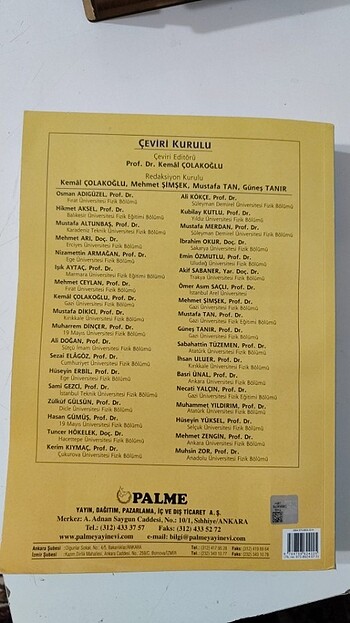 ÇEVİRİ KURULU
Çeviri Editörü
Prof. Dr. Kemâl ÇOLAKOĞLU
Redaksiyon Kurulu
Kemâl ÇOLAKOĞLU, Mehmet ŞİMŞEK, Mustafa TAN, Güneş TANIR
Osman ADIGÜZEL, Prof. Dr.
Fırat Üniversitesi Fizik Bölümü
Hikmet AKSEL, Prof. Dr.
Balıkesir Üniversitesi Fizik Eğitimi Bölümü
Mustafa ALTUNBAŞ, Prof. Dr.
Karadeniz Teknik Üniversitesi Fizik Bölümü
Mehmet ARI, Doç. Dr.
Erciyes Üniversitesi Fizik Bölümü
Nizamettin ARMAĞAN, Prof. Dr.
Ege Üniversitesi Fizik Bölümü
Işık AYTAÇ, Prof. Dr.
Marmara Üniversitesi Fizik Eğitimi Bölümü
Mehmet CEYLAN, Prof. Dr.
Fırat Üniversitesi Fizik Bölümü
Kemâl ÇOLAKOĞLU, Prof. Dr.
Gazi Üniversitesi Fizik Bölümü
Mustafa DİKİCİ, Prof. Dr.
Kırıkkale Üniversitesi Fizik Bölümü
Muharrem DİNÇER, Prof. Dr.
19 Mayıs Üniversitesi Fizik Bölümü
Ali DOĞAN, Prof. Dr.
Sütçü İmam Üniversitesi Fizik Bölümü
Sezai ELAGÖZ, Prof. Dr.
Cumhuriyet Üniversitesi Fizik Bölümü
Hüseyin ERBİL, Prof. Dr.
Ege Üniversitesi Fizik Bölümü
Sami GEZCİ, Prof. Dr.
İstanbul Teknik Üniversitesi Fizik Bölümü
Zülküf GÜLSÜN, Prof. Dr.
Dicle Üniversitesi Fizik Bölümü
Hasan GÜMÜŞ, Prof. Dr.
19 Mayıs Üniversitesi Fizik Bölümü
Tuncer HÖKELEK, Doç. Dr.
Hacettepe Üniversitesi Fizik Bölümü
Kerim KIYMAÇ, Prof. Dr.
Çukurova Üniversitesi Fizik Bölümü
Ali KÖKÇE, Prof. Dr.
Süleyman Demirel Üniversitesi Fizik Bölümü
Kubilay KUTLU, Prof. Dr.
Yıldız Üniversitesi Fizik Bölümü
Mustafa MERDAN, Prof. Dr.
Süleyman Demirel Üniversitesi Fizik Bölümü
İbrahim OKUR, Doç. Dr.
Sakarya Üniversitesi Fizik Bölümü
Emin ÖZMUTLU, Prof. Dr.
Uludağ Üniversitesi Fizik Bölümü
Akif SABANER, Yar. Doç. Dr.
Trakya Üniversitesi Fizik Bölümü
Ömer Asım SAÇLI, Prof. Dr.
İstanbul Arel Üniversitesi
Mehmet ŞİMŞEK, Prof. Dr.
Gazi Üniversitesi Fizik Bölümü
Mustafa TAN, Prof. Dr.
Gazi Üniversitesi Fizik Eğitimi Bölümü
Güneş TANIR, Prof. Dr.
Gazi Üniversitesi Fizik Bölümü
Sabahattin TÜZEMEN, Prof. Dr.
Atatürk Üniversitesi Fizik Bölümü
İhsan ULUER, Prof. Dr.
Kırıkkale Üniversitesi Fizik Bölümü
Basri ÜNAL, Prof. Dr.
Ankara Üniversitesi Fizik Bölümü
Necati YALÇIN, Prof. Dr.
Gazi Üniversitesi Fizik Eğitimi Bölümü
Muhammet YILDIRIM, Prof. Dr.
Atatürk Üniversitesi Fizik Bölümü
Hüseyin YÜKSEL, Prof. Dr.
Selçuk Üniversitesi Fizik Bölümü
Mehmet ZENGİN, Prof. Dr.
Ankara Üniversitesi Fizik Bölümü
Muhsin ZOR, Prof. Dr.
Anadolu Üniversitesi Fizik Bölümü
PALME
YAYIN, DAĞITIM, PAZARLAMA, İÇ VE DIŞ TİCARET A. Ş.
Merkez: A. Adnan Saygun Caddesi, No: 10/1, Sıhhiye/ANKARA
Tel.: (312) 433 37 57 Faks: (312) 433 52 72
www.palmeyayinevi.com e-mail: bilgi@palmeyayinevi.com
Ankara Şubesi
İzmir Şubesi